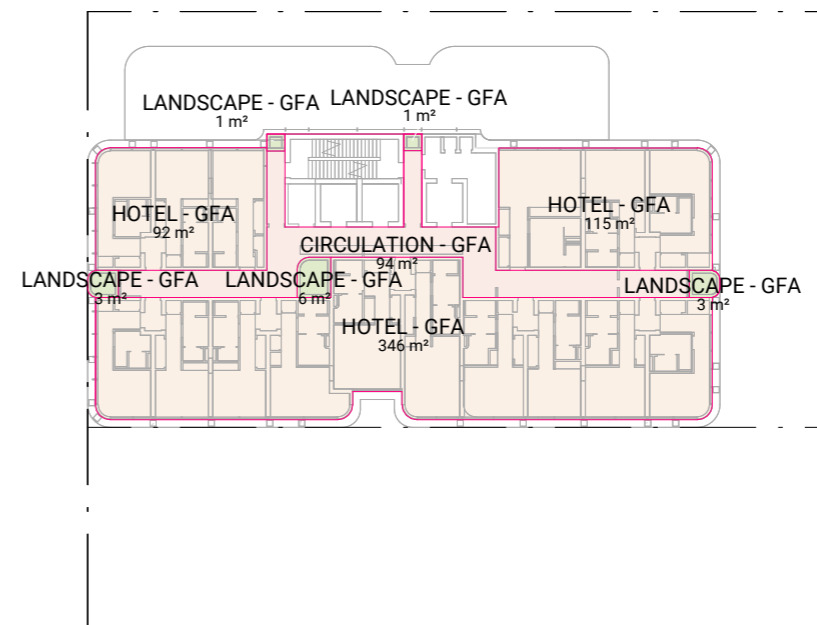 LANDSCAPE - GFA
1 m²
LANDSCAPE - GFA
1 m²
HOTEL - GFA
92 m²
HOTEL - GFA
115 m²
CIRCULATION - GFA
94 m²
LANDSCAPE - GFA
3 m²
LANDSCAPE - GFA
6 m²
LANDSCAPE - GFA
3 m²
HOTEL - GFA
346 m²